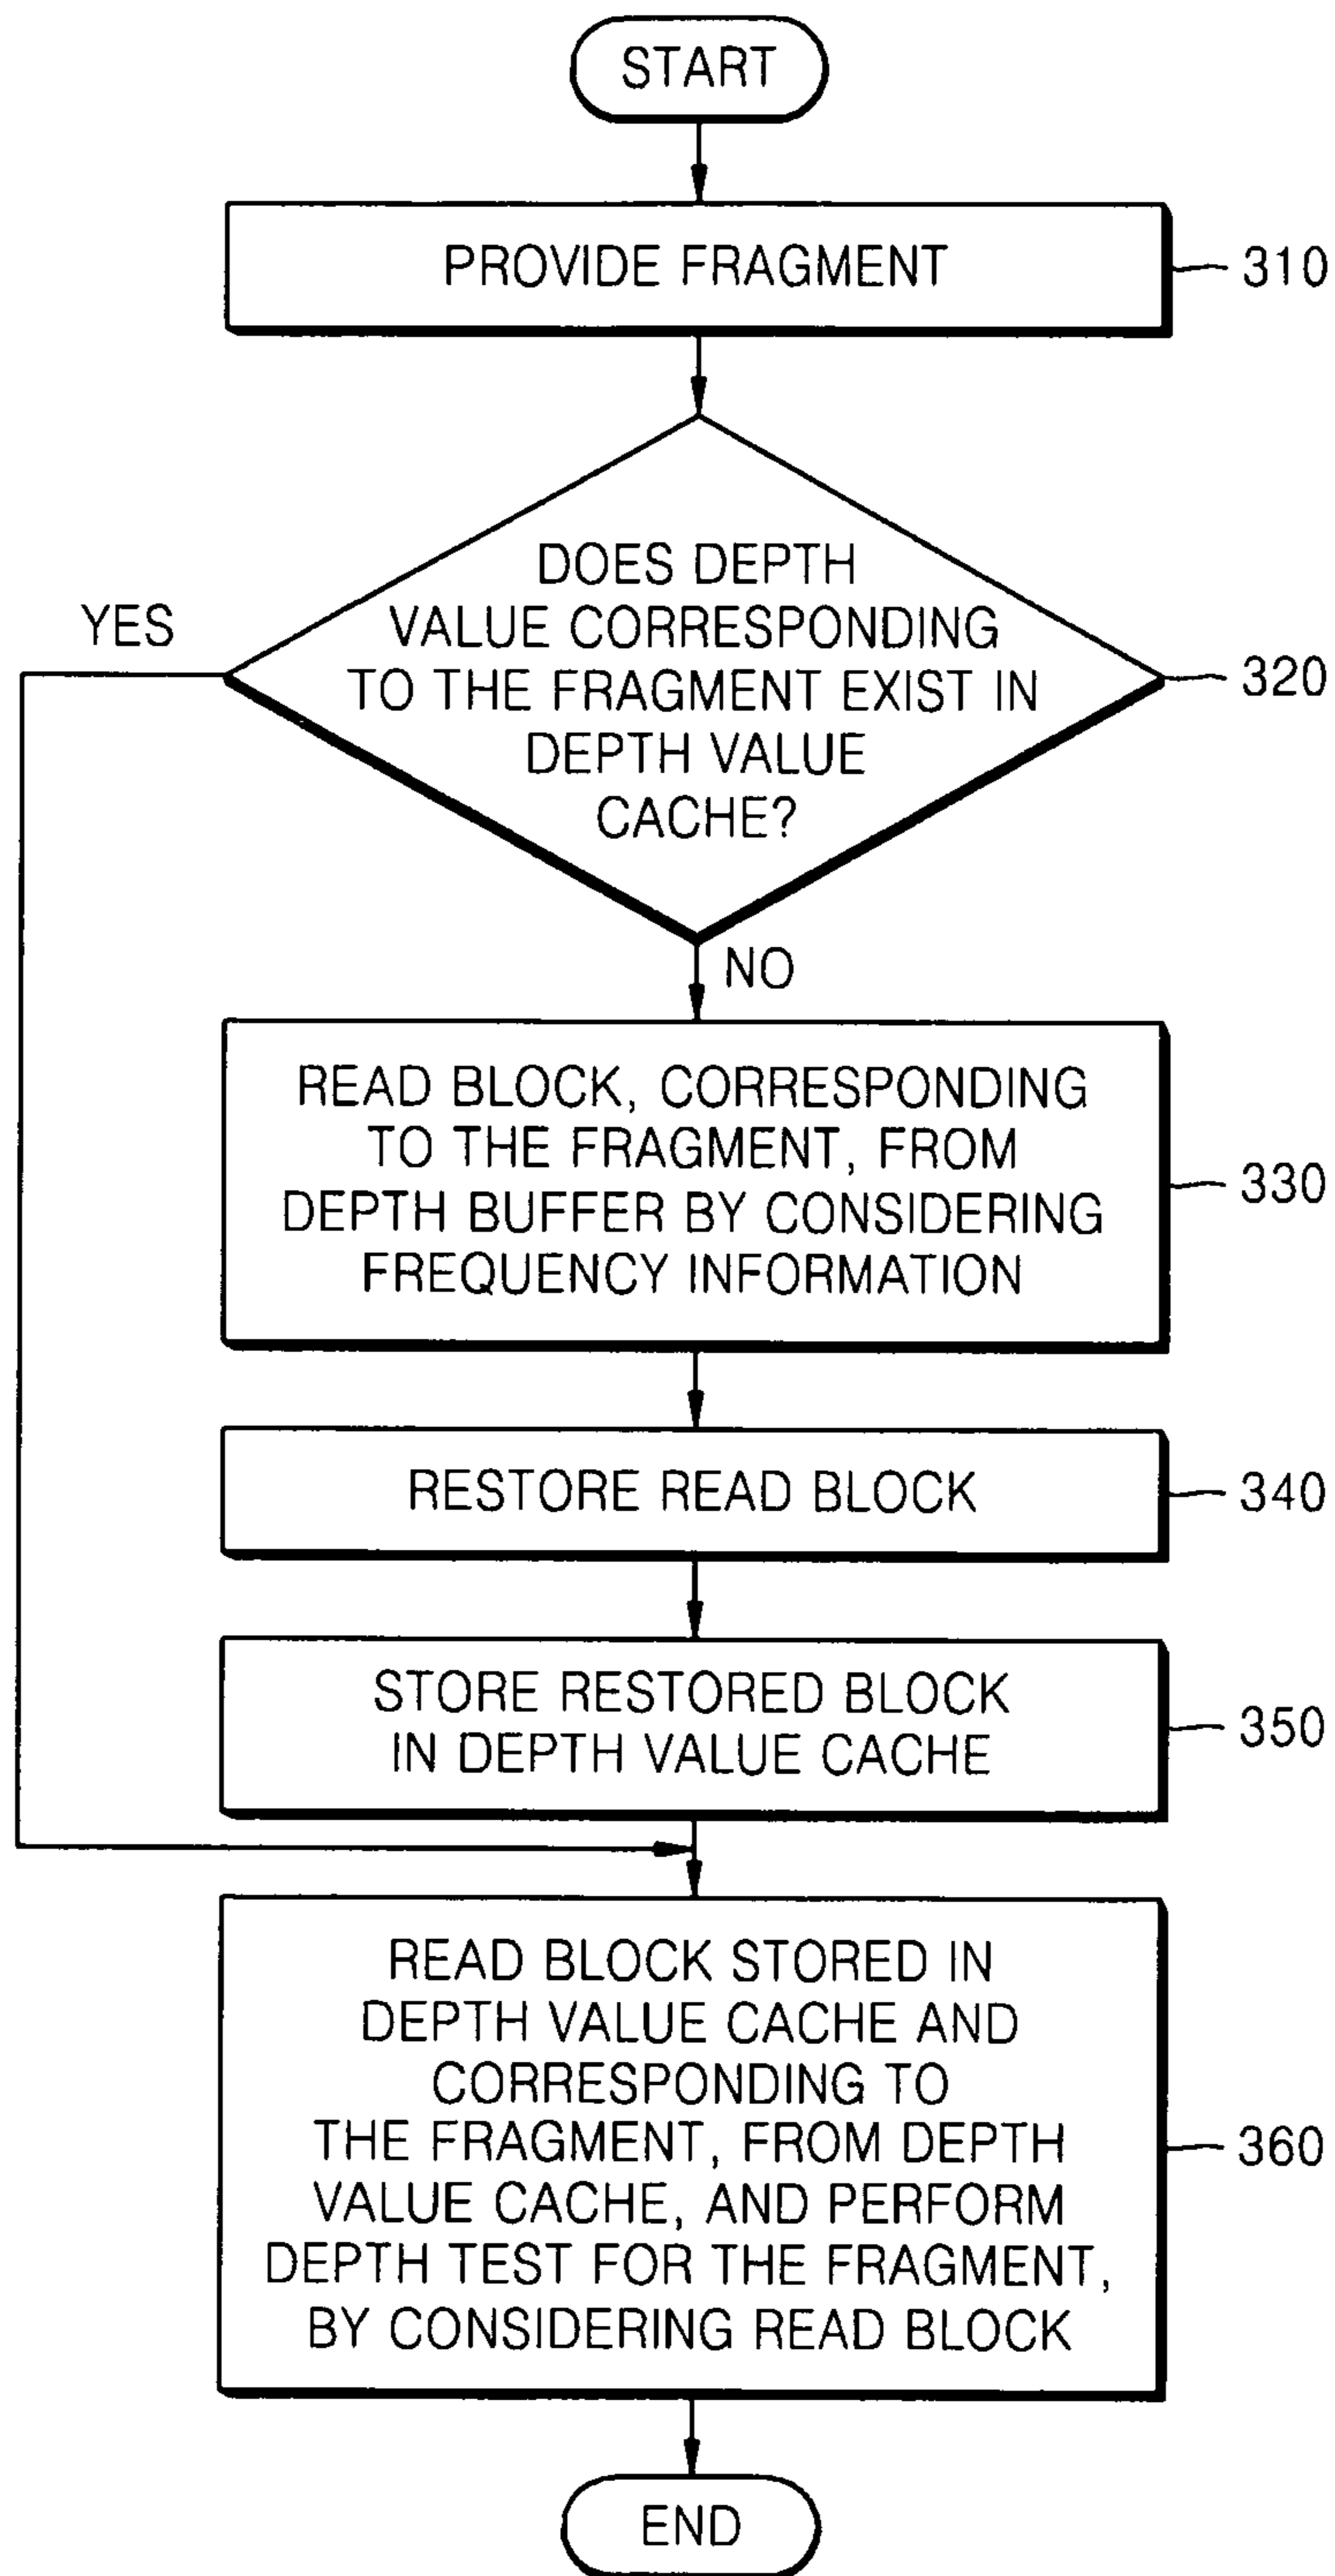 START
PROVIDE FRAGMENT
310
DOES DEPTH
VALUE CORRESPONDING
TO THE FRAGMENT EXIST IN
DEPTH VALUE
CACHE?
320
YES
NO
READ BLOCK, CORRESPONDING
TO THE FRAGMENT, FROM
DEPTH BUFFER BY CONSIDERING
FREQUENCY INFORMATION
330
RESTORE READ BLOCK
340
STORE RESTORED BLOCK
IN DEPTH VALUE CACHE
350
READ BLOCK STORED IN
DEPTH VALUE CACHE AND
CORRESPONDING TO
THE FRAGMENT, FROM DEPTH
VALUE CACHE, AND PERFORM
DEPTH TEST FOR THE FRAGMENT,
BY CONSIDERING READ BLOCK
360
END